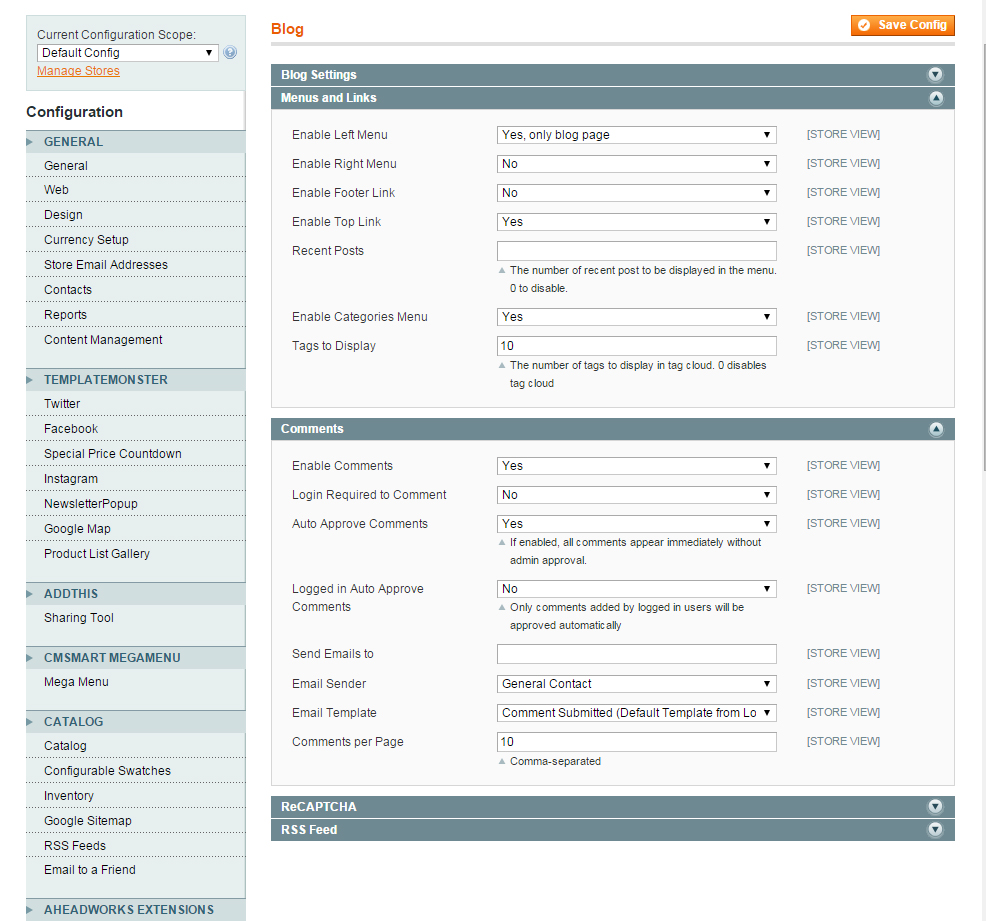 Current Configuration Scope:
Default Config
Manage Stores
Configuration
GENERAL
General
Web
Design
Currency Setup
Store Email Addresses
Contacts
Reports
Content Management
TEMPLATEMONSTER
Twitter
Facebook
Special Price Countdown
Instagram
NewsletterPopup
Google Map
Product List Gallery
ADDTHIS
Sharing Tool
CMSMART MEGAMENU
Mega Menu
CATALOG
Catalog
Configurable Swatches
Inventory
Google Sitemap
RSS Feeds
Email to a Friend
AHEADWORKS EXTENSIONS
Blog
Save Config
Blog Settings
Menus and Links
Enable Left Menu Yes, only blog page [STORE VIEW]
Enable Right Menu No [STORE VIEW]
Enable Footer Link No [STORE VIEW]
Enable Top Link Yes [STORE VIEW]
Recent Posts [STORE VIEW]
The number of recent post to be displayed in the menu.
0 to disable.
Enable Categories Menu Yes [STORE VIEW]
Tags to Display 10 [STORE VIEW]
The number of tags to display in tag cloud. 0 disables
tag cloud
Comments
Enable Comments Yes [STORE VIEW]
Login Required to Comment No [STORE VIEW]
Auto Approve Comments Yes [STORE VIEW]
If enabled, all comments appear immediately without
admin approval.
Logged in Auto Approve No [STORE VIEW]
Comments
Only comments added by logged in users will be
approved automatically
Send Emails to [STORE VIEW]
Email Sender General Contact [STORE VIEW]
Email Template Comment Submitted (Default Template from Lo [STORE VIEW]
Comments per Page 10 [STORE VIEW]
Comma-separated
ReCAPTCHA
RSS Feed